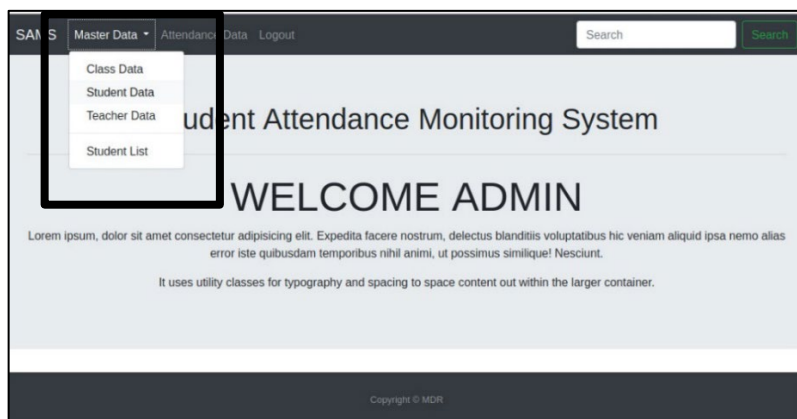 SAMS Master Data Attendance Data Logout Search Search
Class Data
Student Data
Teacher Data
Student List
udent Attendance Monitoring System
WELCOME ADMIN
Lorem ipsum, dolor sit amet consectetur adipisicing elit. Expedita facere nostrum, delectus blanditiis voluptatibus hic veniam aliquid ipsa nemo alias
error iste quibusdam temporibus nihil animi, ut possimus similique! Nesciunt.
It uses utility classes for typography and spacing to space content out within the larger container.
Copyright © MDR